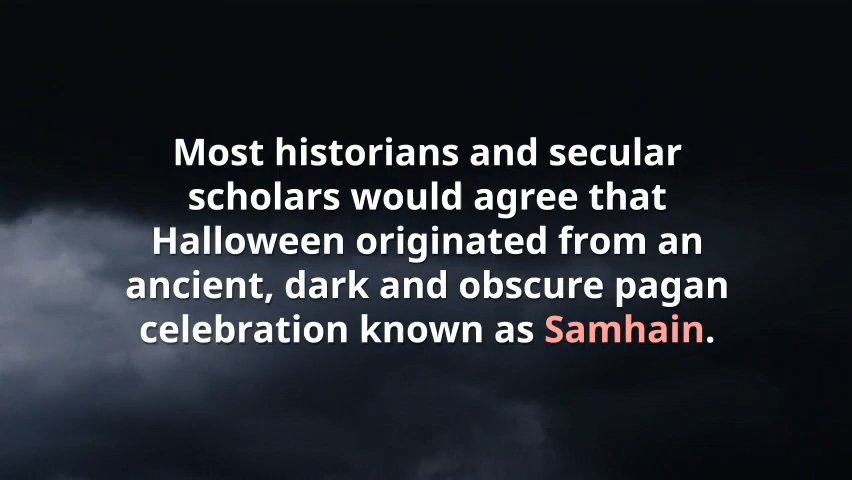 Most historians and secular
scholars would agree that
Halloween originated from an
ancient, dark and obscure pagan
celebration known as Samhain.